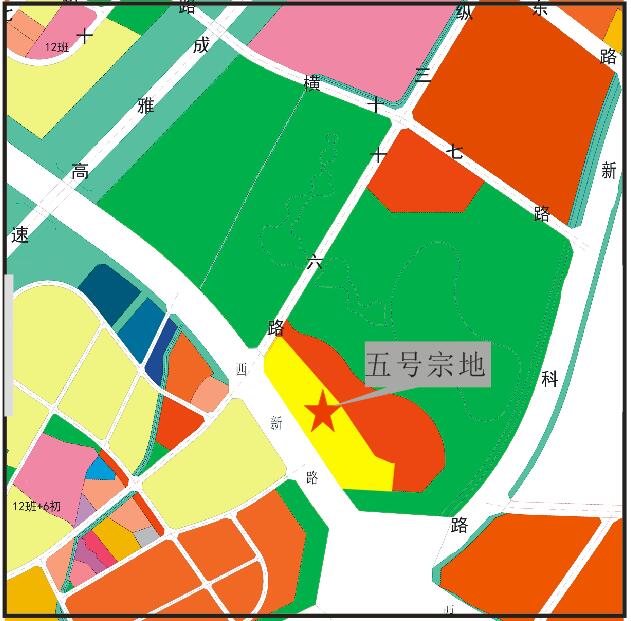 路
纵
东
十
12班
成
三
路
横
十
雅
十
七
新
高
路
速
六
路
西
五号宗地
科
新
路
12班+6初
路